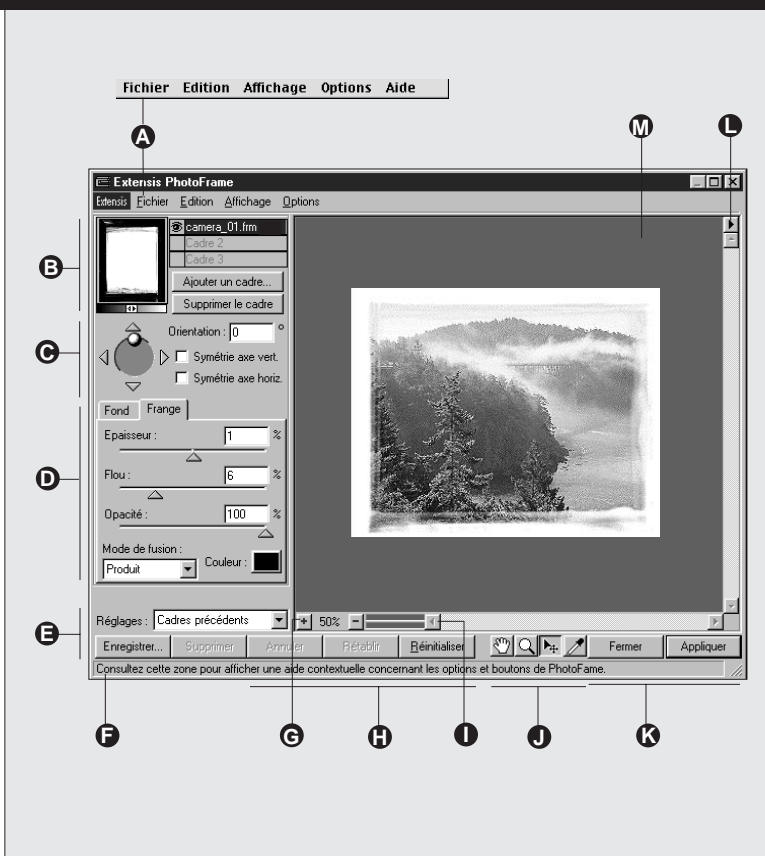 Fichier Edition Affichage Options Aide
A
M
L
Extensis PhotoFrame
Extensis Fichier Edition Affichage Options
camera_01.frm
Cadre 2
Cadre 3
B
Ajouter un cadre...
Supprimer le cadre
Orientation : 0 °
C
Symétrie axe vert.
Symétrie axe horiz.
Fond Frange
Epaisseur : 1 %
D
Flou : 6 %
Opacité : 100 %
Mode de fusion :
Produit
Couleur :
E
Réglages : Cadres précédents + 50% -
Enregistrer... Supprimer Annuler Rétablir Réinitialiser Fermer Appliquer
Consultez cette zone pour afficher une aide contextuelle concernant les options et boutons de PhotoFame.
F G H I J K